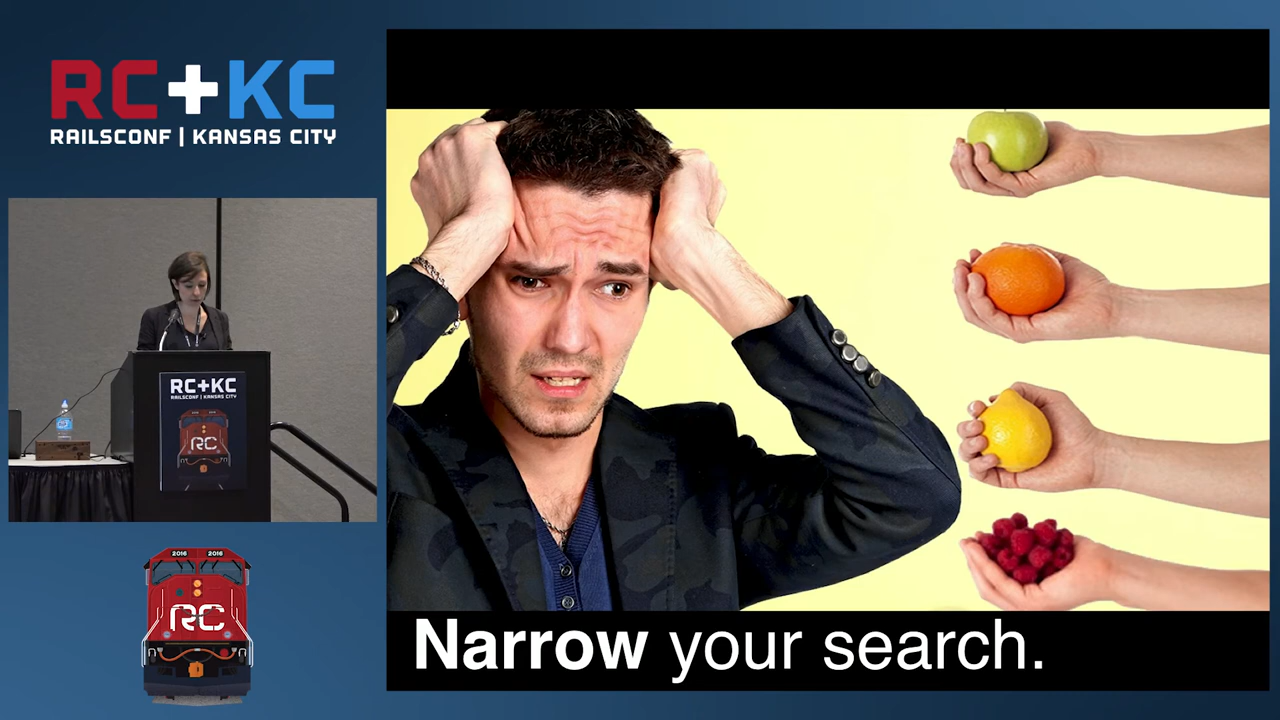 RC+KC
RAILSCONF | KANSAS CITY
RC+KC
RAILSCONF | KANSAS CITY
RC
2016 2016
RC
Narrow your search.